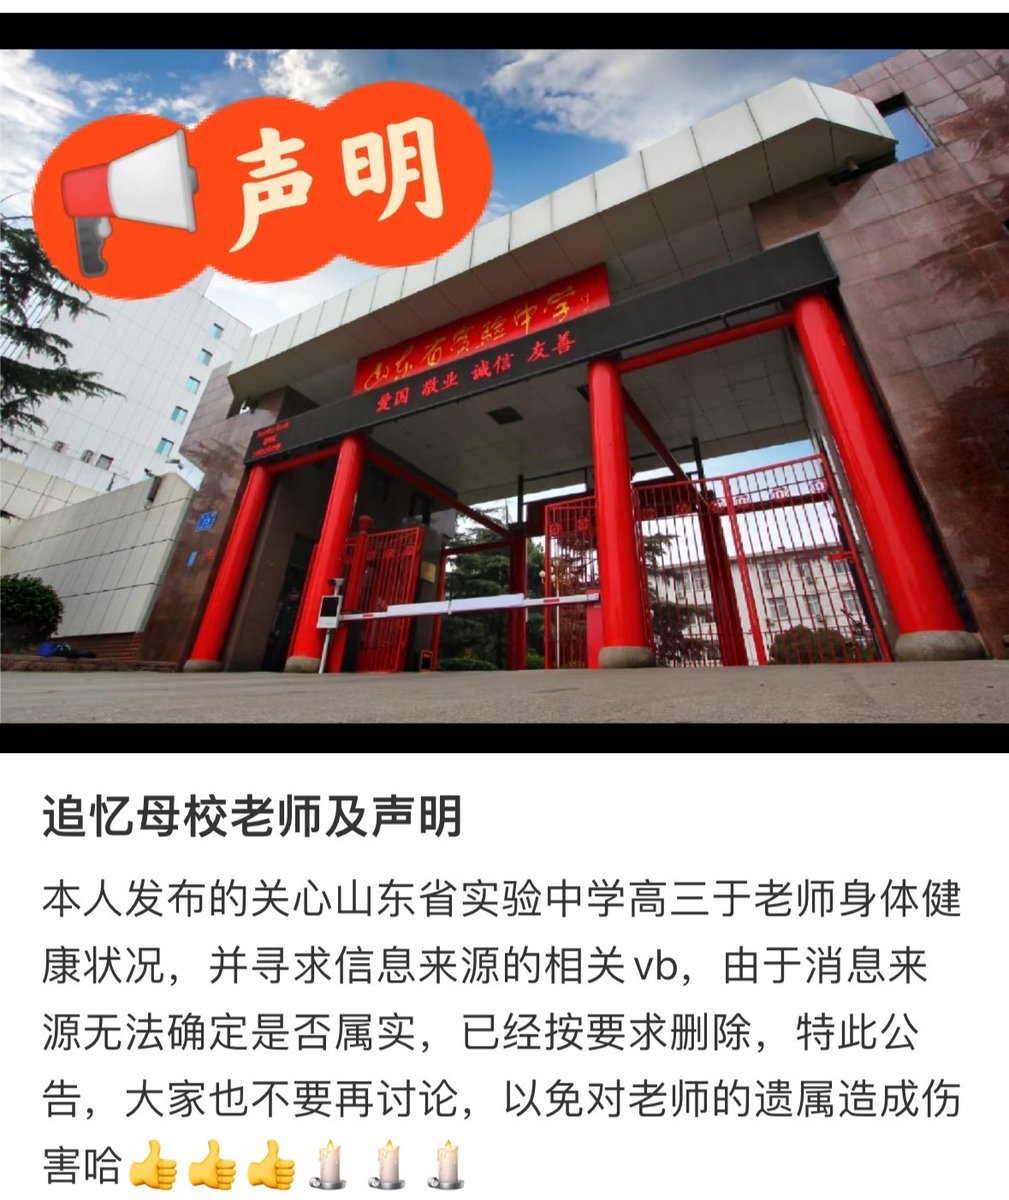 声明
山东省实验中学
爱国 敬业 诚信 友善
追忆母校老师及声明
本人发布的关心山东省实验中学高三于老师身体健
康状况，并寻求信息来源的相关vb，由于消息来
源无法确定是否属实，已经按要求删除，特此公
告，大家也不要再讨论，以免对老师的遗属造成伤
害哈👍👍👍🕯️🕯️🕯️